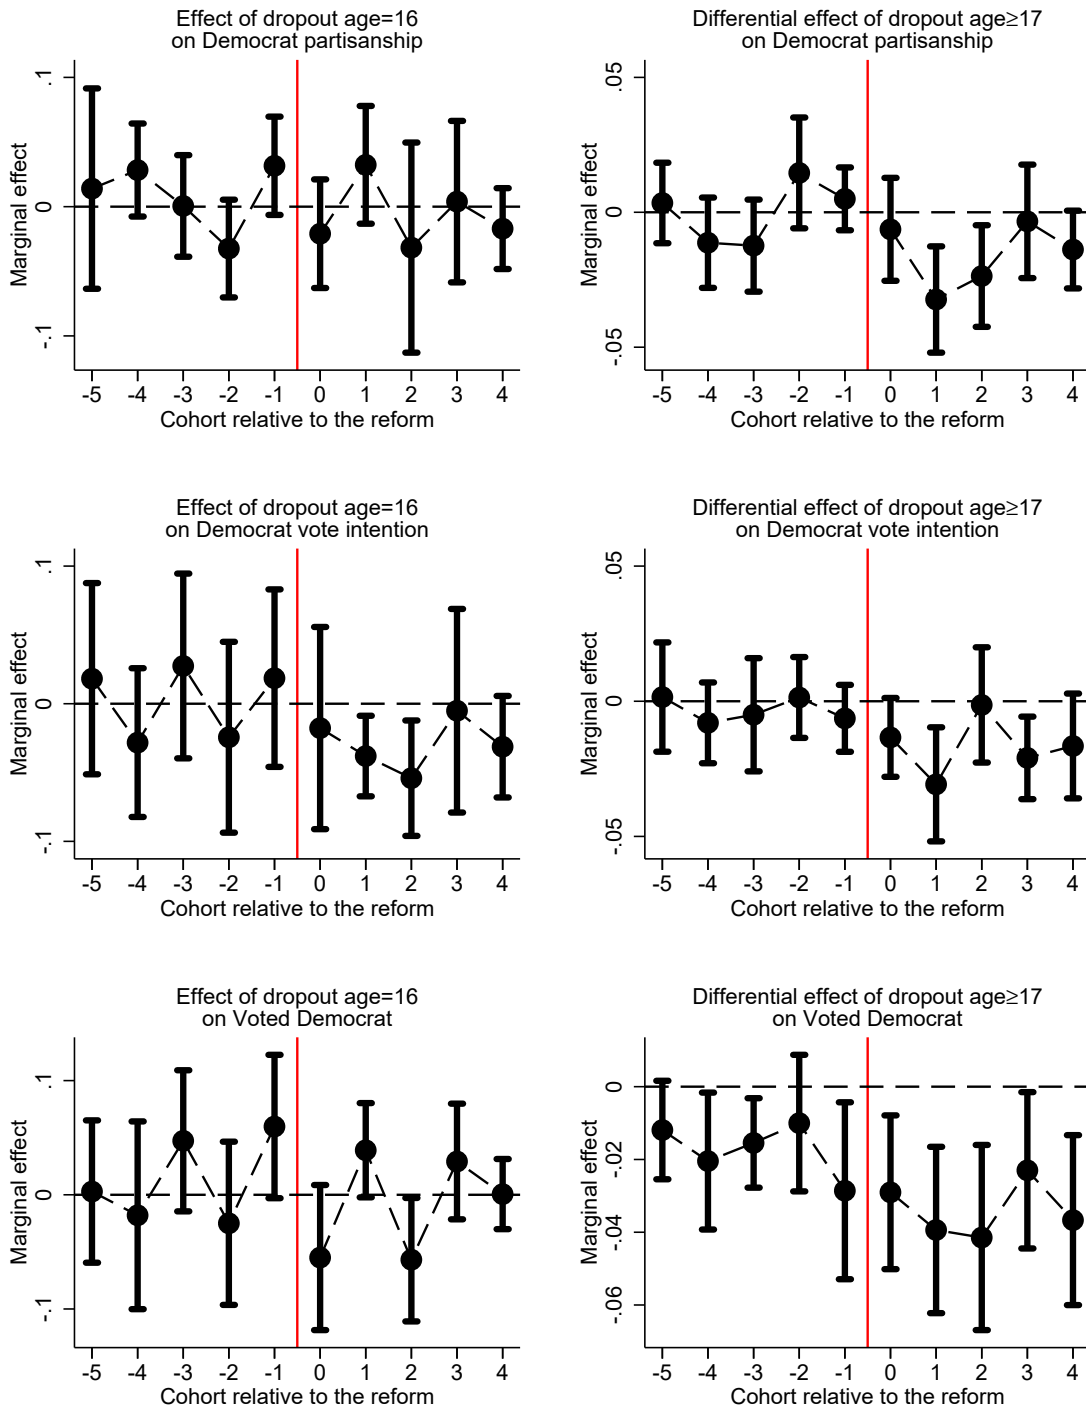 Effect of dropout age=16
on Democrat partisanship
Marginal effect
.1
0
-.1
-5 -4 -3 -2 -1 0 1 2 3 4
Cohort relative to the reform
Differential effect of dropout age≥17
on Democrat partisanship
Marginal effect
.05
0
-.05
-5 -4 -3 -2 -1 0 1 2 3 4
Cohort relative to the reform
Effect of dropout age=16
on Democrat vote intention
Marginal effect
.1
0
-.1
-5 -4 -3 -2 -1 0 1 2 3 4
Cohort relative to the reform
Differential effect of dropout age≥17
on Democrat vote intention
Marginal effect
.05
0
-.05
-5 -4 -3 -2 -1 0 1 2 3 4
Cohort relative to the reform
Effect of dropout age=16
on Voted Democrat
Marginal effect
.1
0
-.1
-5 -4 -3 -2 -1 0 1 2 3 4
Cohort relative to the reform
Differential effect of dropout age≥17
on Voted Democrat
Marginal effect
0
-.02
-.04
-.06
-5 -4 -3 -2 -1 0 1 2 3 4
Cohort relative to the reform